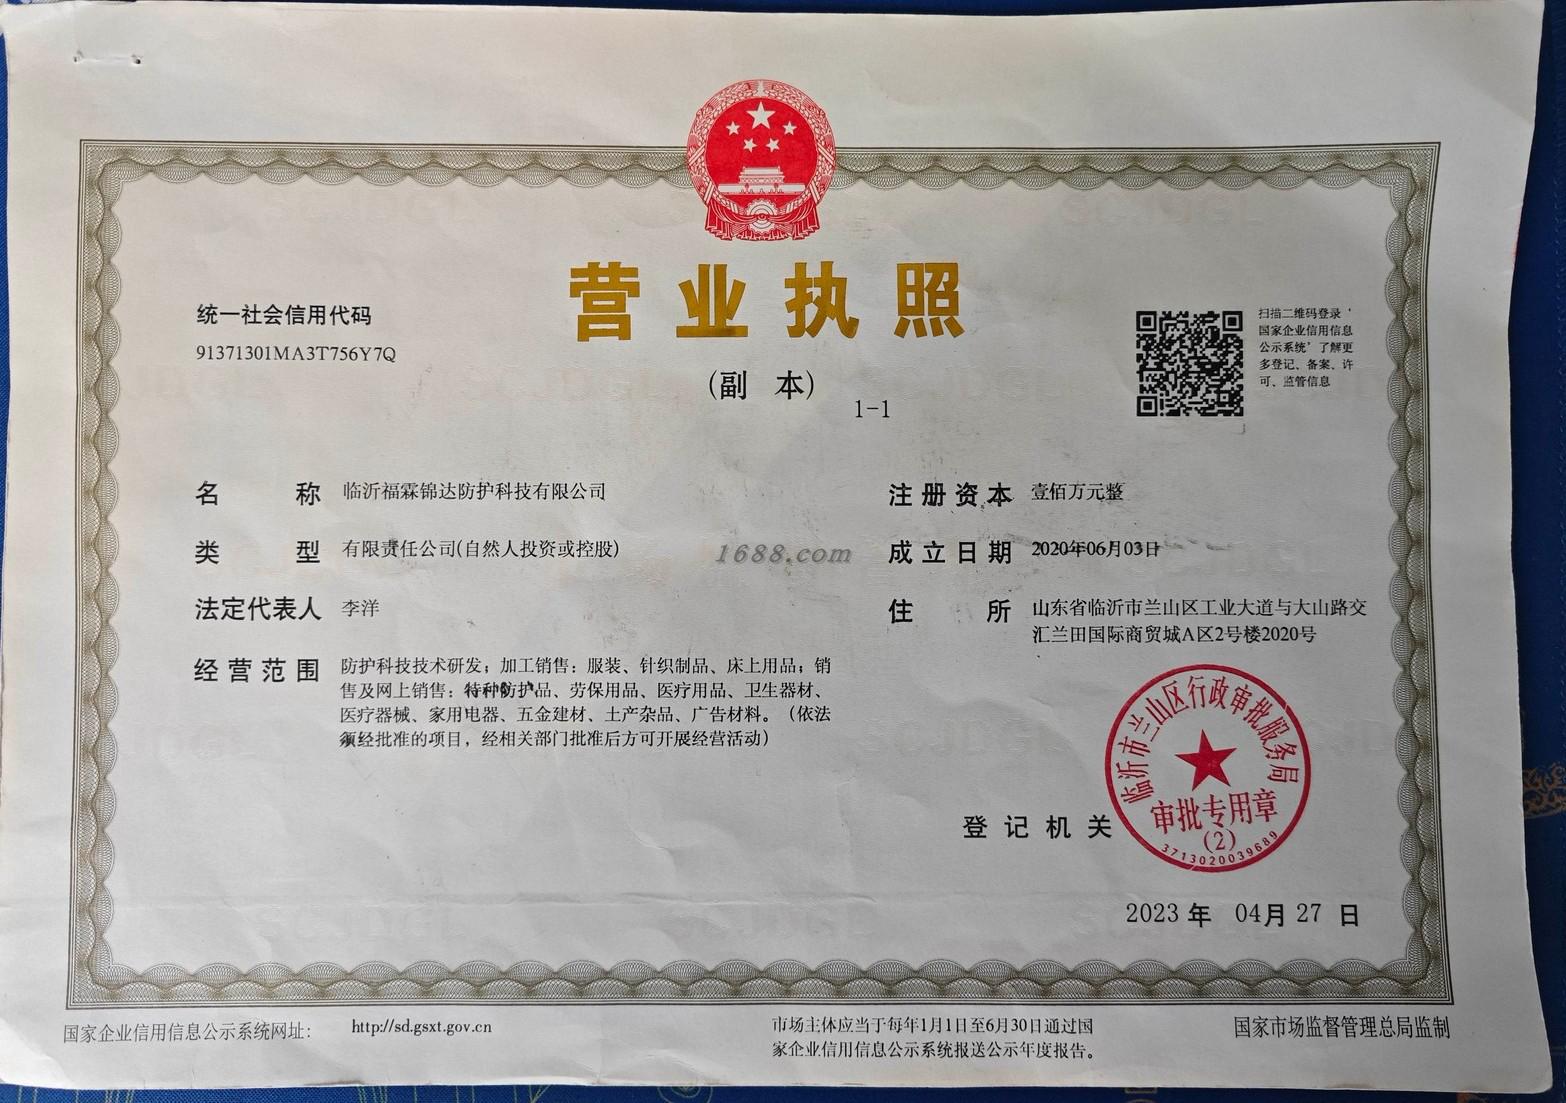 营业执照
(副 本)
1-1
统一社会信用代码
91371301MA3T756Y7Q
扫描二维码登录‘
国家企业信用信息
公示系统’了解更
多登记、备案、许
可、监管信息
名 称 临沂福霖锦达防护科技有限公司
类 型 有限责任公司(自然人投资或控股)
法定代表人 李洋
经营范围 防护科技技术研发；加工销售：服装、针织制品、床上用品；销
售及网上销售：特种防护品、劳保用品、医疗用品、卫生器材、
医疗器械、家用电器、五金建材、土产杂品、广告材料。（依法
须经批准的项目，经相关部门批准后方可开展经营活动）
1688.com
注册资本 壹佰万元整
成立日期 2020年06月03日
住 所 山东省临沂市兰山区工业大道与大山路交
汇兰田国际商贸城A区2号楼2020号
登记机关
临沂市兰山区行政审批服务局
审批专用章
(2)
3713020039689
2023 年 04月 27 日
国家企业信用信息公示系统网址： http://sd.gsxt.gov.cn
市场主体应当于每年1月1日至6月30日通过国
家企业信用信息公示系统报送公示年度报告。
国家市场监督管理总局监制